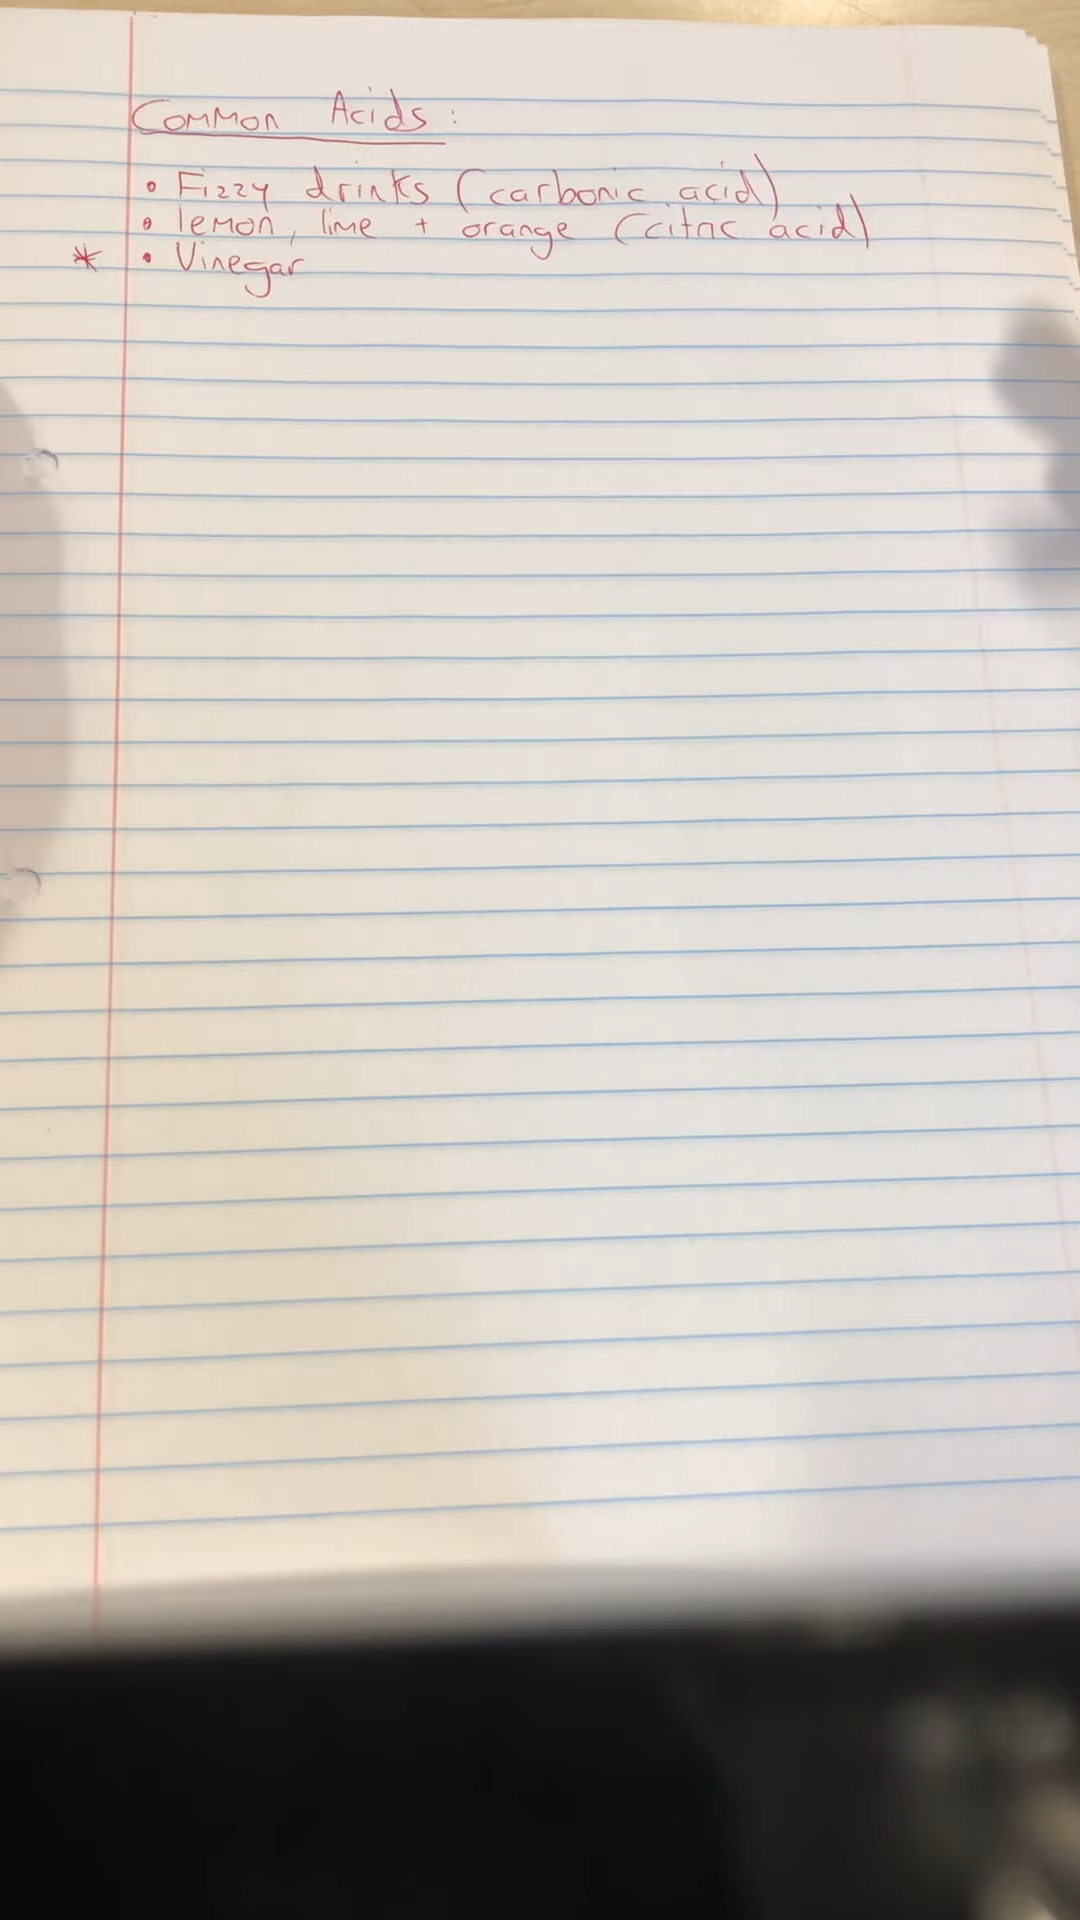 Common Acids:
• Fizzy drinks (carbonic acid)
• lemon, lime + orange (citric acid)
* • Vinegar